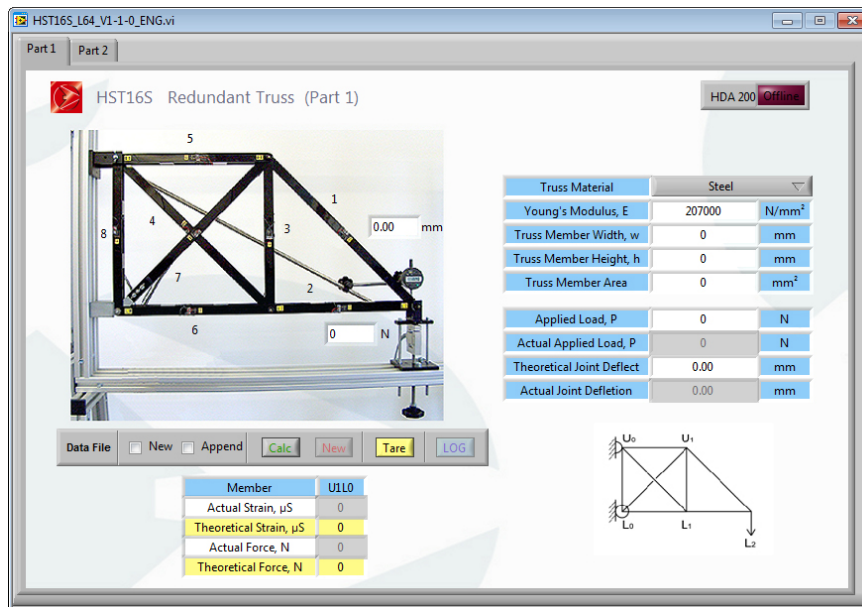 HST16S_L64_V1-1-0_ENG.vi
Part 1
Part 2
HST16S Redundant Truss (Part 1)
HDA 200 Offline
5
1
4
3
8
0.00 mm
7
2
6
0 N
Truss Material Steel
Young's Modulus, E 207000 N/mm²
Truss Member Width, w 0 mm
Truss Member Height, h 0 mm
Truss Member Area 0 mm²
Applied Load, P 0 N
Actual Applied Load, P 0 N
Theoretical Joint Deflect 0.00 mm
Actual Joint Defletion 0.00 mm
Data File New Append Calc New Tare LOG
Member U1L0
Actual Strain, µS 0
Theoretical Strain, µS 0
Actual Force, N 0
Theoretical Force, N 0
U₀ U₁
L₀ L₁
L₂